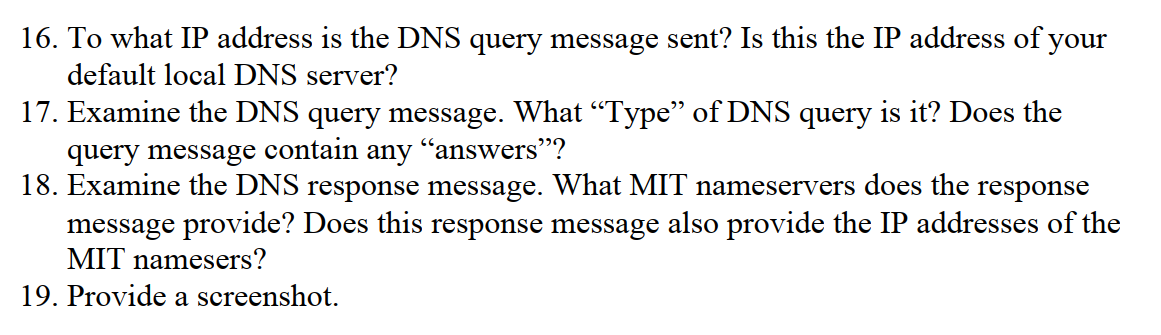 16. To what IP address is the DNS query message sent? Is this the IP address of your
default local DNS server?
17. Examine the DNS query message. What “Type” of DNS query is it? Does the
query message contain any “answers”?
18. Examine the DNS response message. What MIT nameservers does the response
message provide? Does this response message also provide the IP addresses of the
MIT namesers?
19. Provide a screenshot.